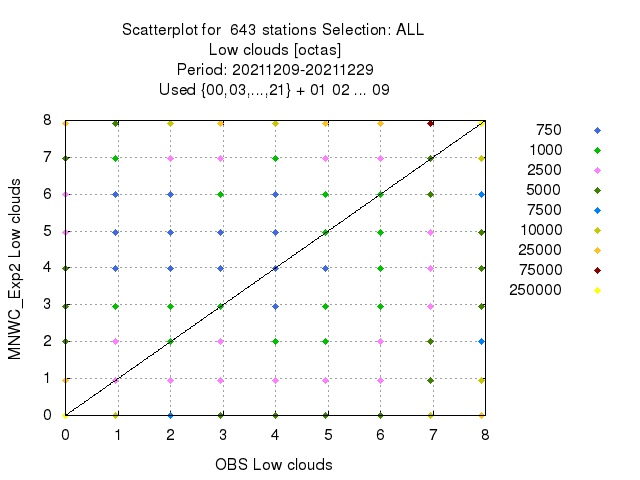 Scatterplot for 643 stations Selection: ALL
Low clouds [octas]
Period: 20211209-20211229
Used {00,03,...,21} + 01 02 ... 09
8
7
6
5
4
3
2
1
0
MNWC_Exp2 Low clouds
0 1 2 3 4 5 6 7 8
OBS Low clouds
750
1000
2500
5000
7500
10000
25000
75000
250000